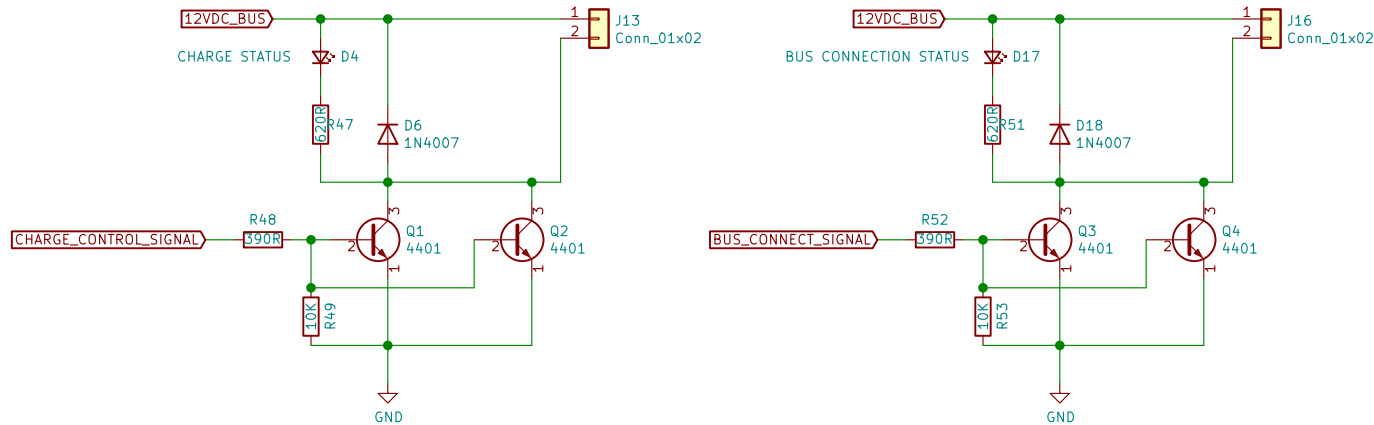 12VDC_BUS
1
2
J13
Conn_01x02
CHARGE STATUS
D4
620R
R47
D6
1N4007
CHARGE_CONTROL_SIGNAL
R48
390R
2
3
1
Q1
4401
2
3
1
Q2
4401
10K
R49
GND
12VDC_BUS
1
2
J16
Conn_01x02
BUS CONNECTION STATUS
D17
620R
R51
D18
1N4007
BUS_CONNECT_SIGNAL
R52
390R
2
3
1
Q3
4401
2
3
1
Q4
4401
10K
R53
GND